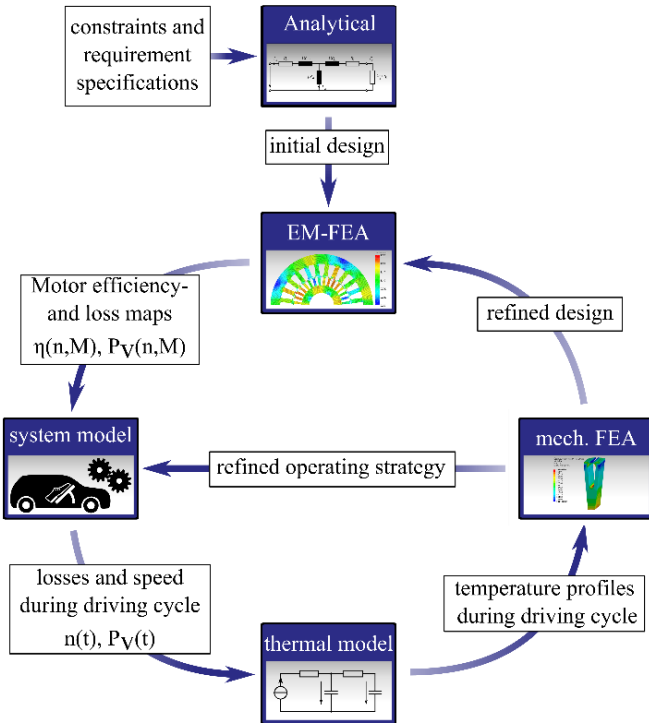 constraints and
requirement
specifications
Analytical
initial design
EM-FEA
Motor efficiency-
and loss maps
η(n,M), PV(n,M)
refined design
system model
refined operating strategy
mech. FEA
losses and speed
during driving cycle
n(t), PV(t)
temperature profiles
during driving cycle
thermal model